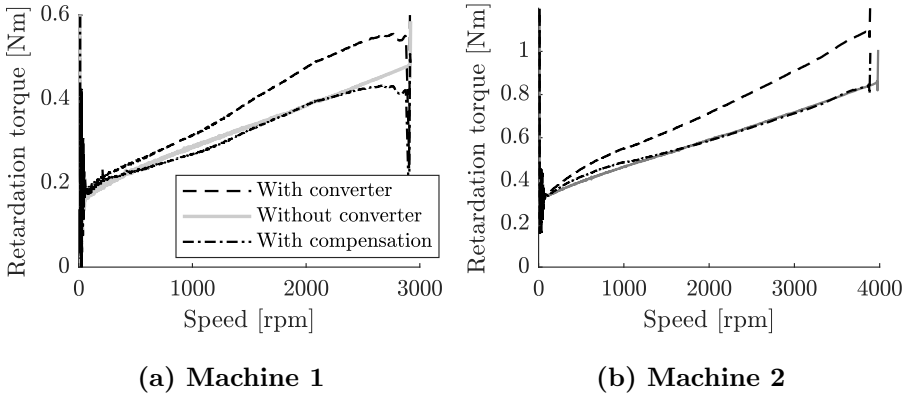 Retardation torque [Nm]
0.6
0.4
0.2
0
0
1000
2000
3000
Speed [rpm]
With converter
Without converter
With compensation
(a) Machine 1
Retardation torque [Nm]
1
0.8
0.6
0.4
0.2
0
0
1000
2000
3000
4000
Speed [rpm]
(b) Machine 2